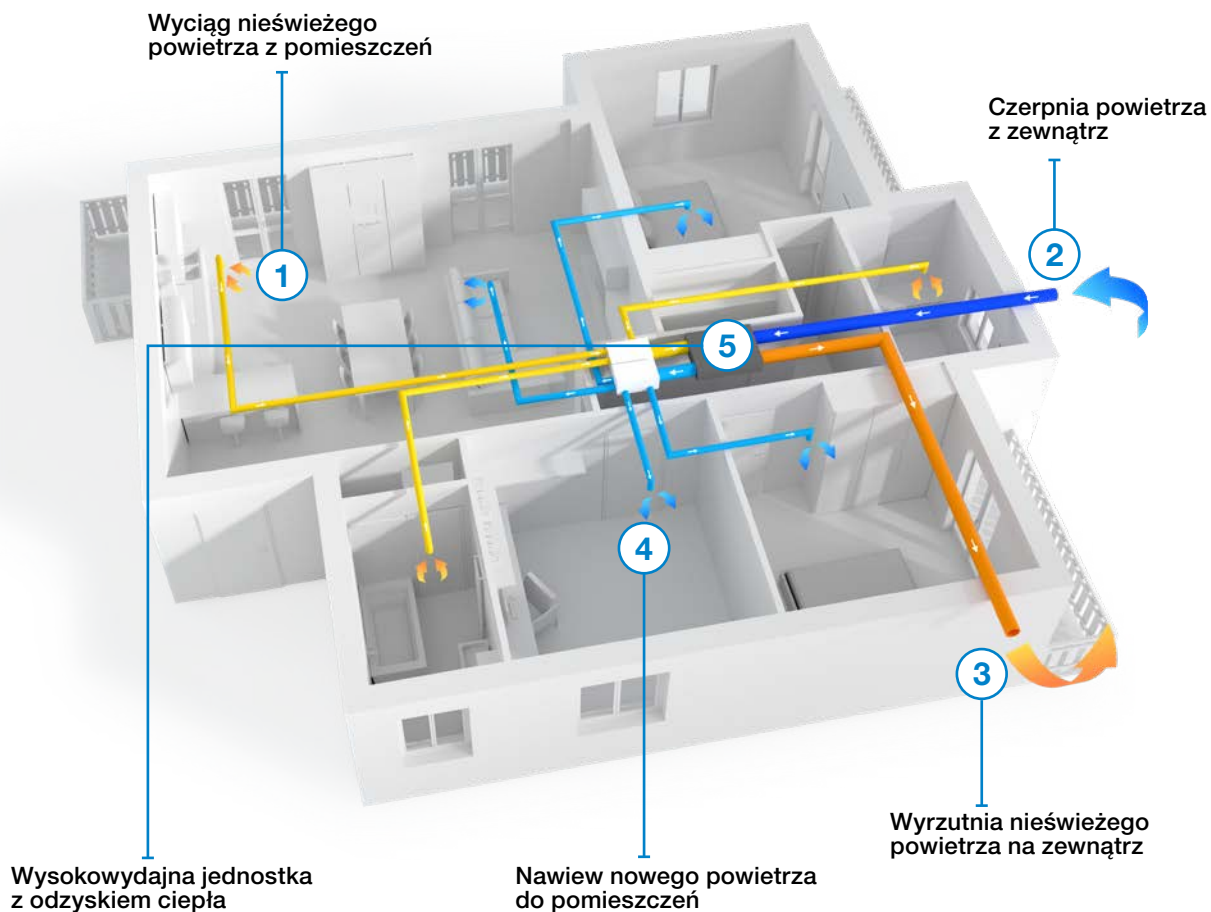 Wyciąg nieświeżego
powietrza z pomieszczeń
Czerpnia powietrza
z zewnątrz
1
2
5
4
3
Wyrzutnia nieświeżego
powietrza na zewnątrz
Wysokowydajna jednostka
z odzyskiem ciepła
Nawiew nowego powietrza
do pomieszczeń